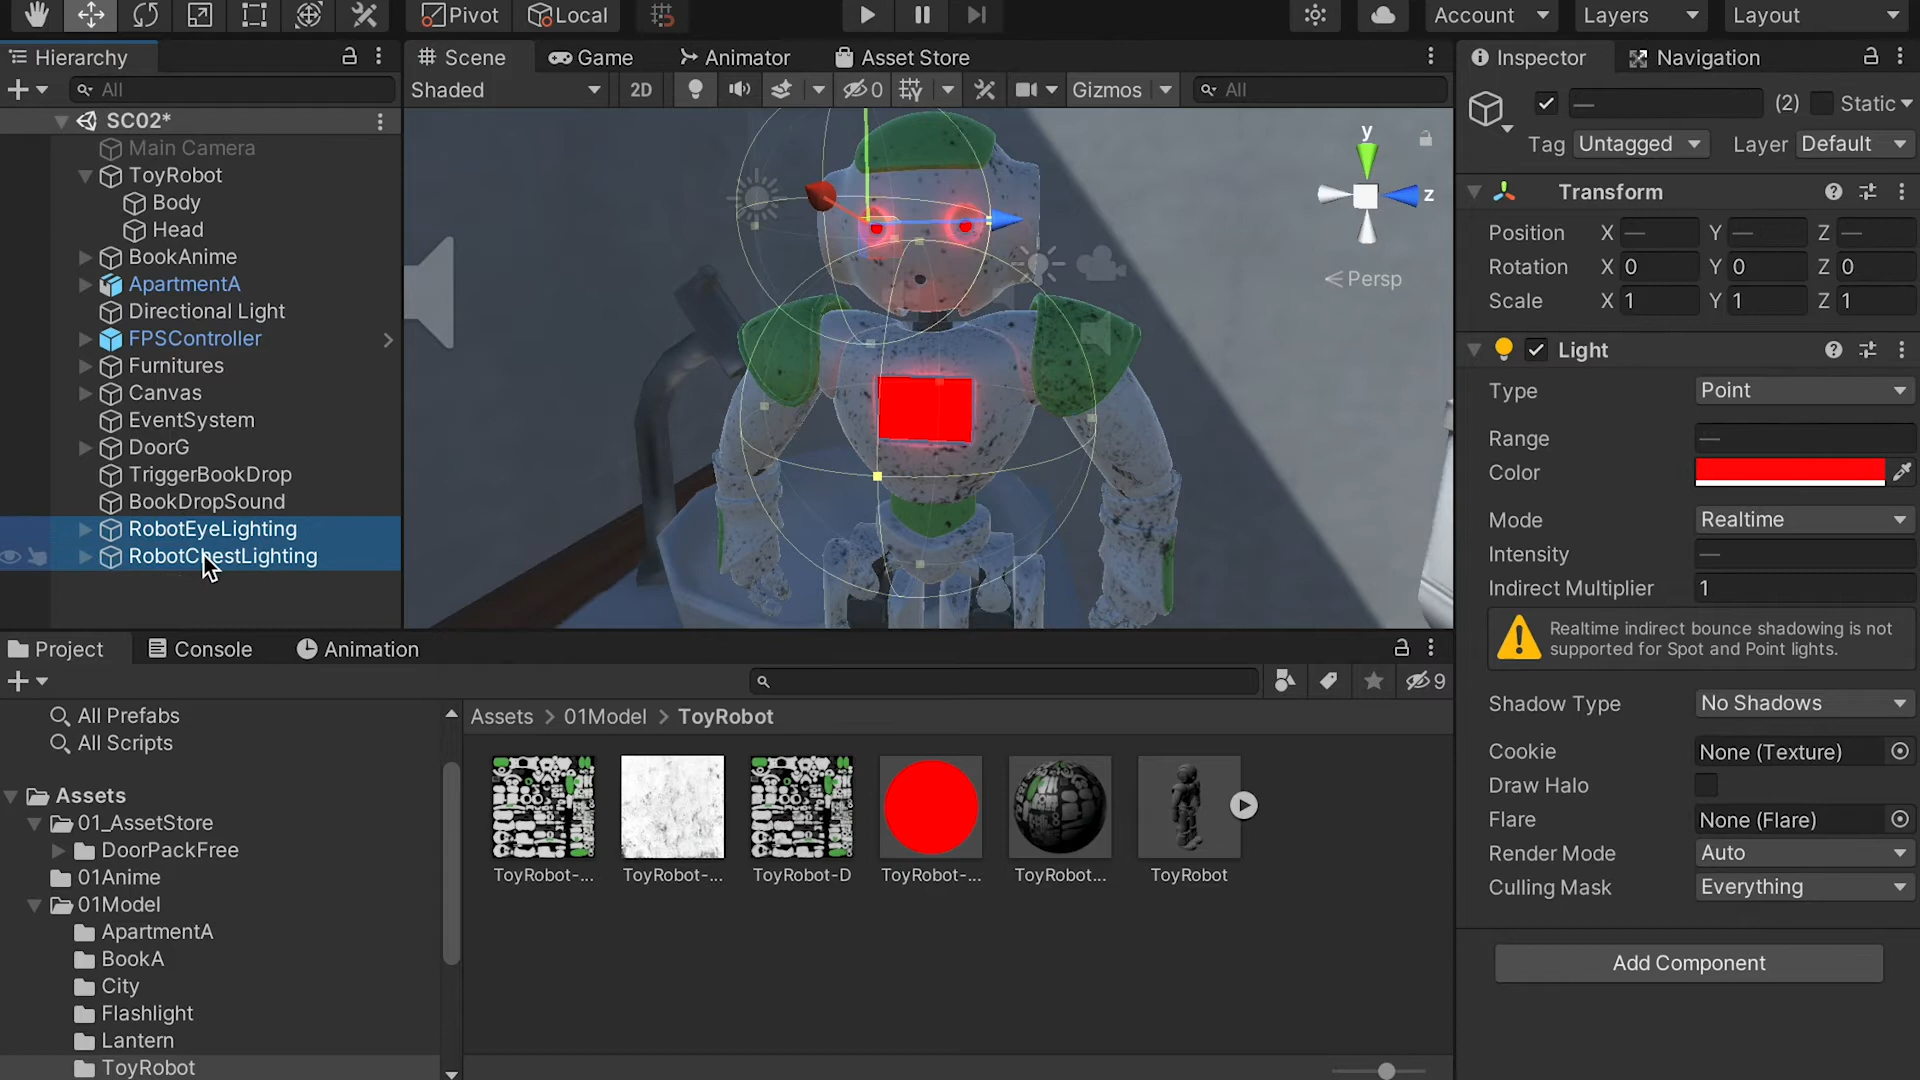 Pivot
Local
Account
Layers
Layout
Hierarchy
All
SC02*
Main Camera
ToyRobot
Body
Head
BookAnime
ApartmentA
Directional Light
FPSController
Furnitures
Canvas
EventSystem
DoorG
TriggerBookDrop
BookDropSound
RobotEyeLighting
RobotChestLighting
Scene
Game
Animator
Asset Store
Shaded
2D
0
Gizmos
All
y
z
Persp
Inspector
Navigation
—
(2)
Static
Tag
Untagged
Layer
Default
Transform
Position X — Y — Z —
Rotation X 0 Y 0 Z 0
Scale X 1 Y 1 Z 1
Light
Type
Point
Range
—
Color
Mode
Realtime
Intensity
—
Indirect Multiplier
1
Realtime indirect bounce shadowing is not
supported for Spot and Point lights.
Shadow Type
No Shadows
Cookie
None (Texture)
Draw Halo
Flare
None (Flare)
Render Mode
Auto
Culling Mask
Everything
Add Component
Project
Console
Animation
9
All Prefabs
All Scripts
Assets
01_AssetStore
DoorPackFree
01Anime
01Model
ApartmentA
BookA
City
Flashlight
Lantern
ToyRobot
Assets > 01Model > ToyRobot
ToyRobot-...
ToyRobot-...
ToyRobot-D
ToyRobot-...
ToyRobot...
ToyRobot